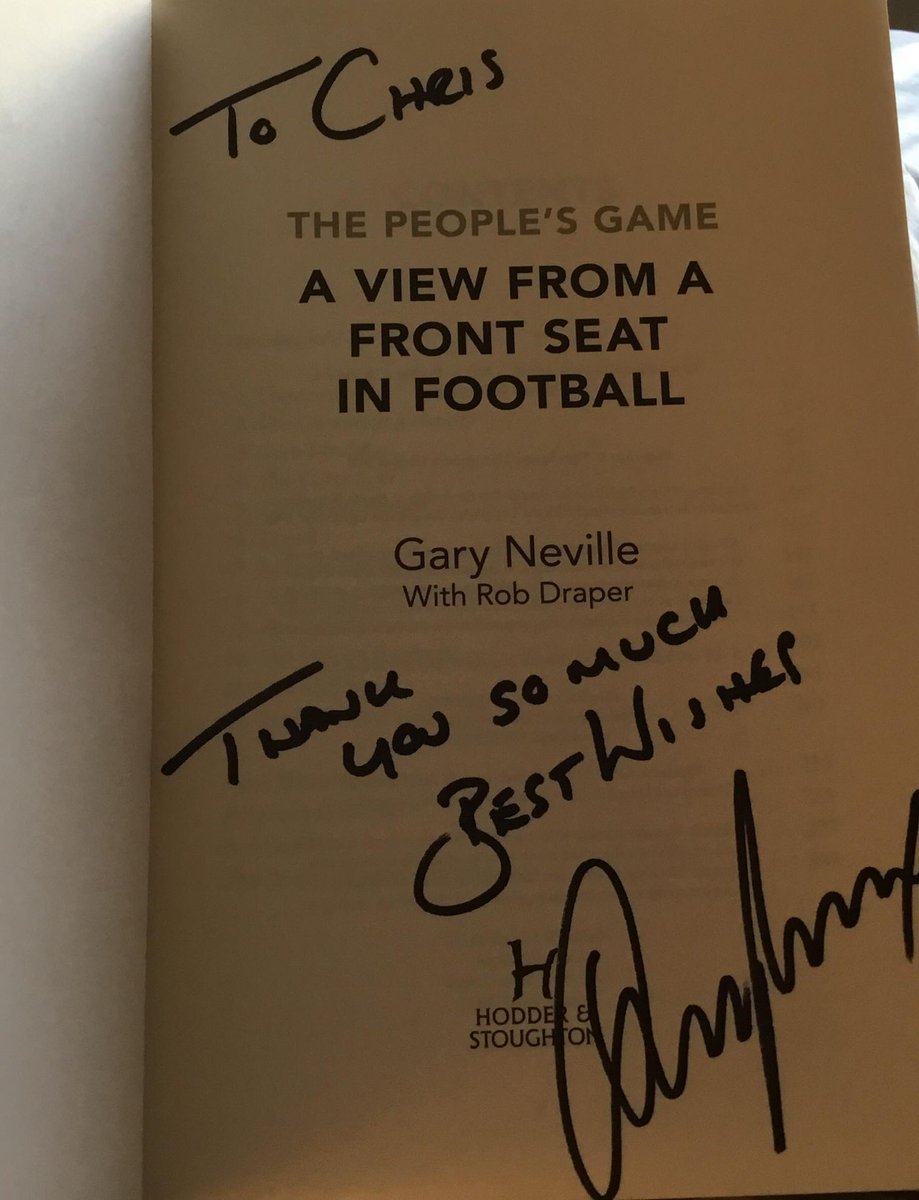 To CHRIS
THE PEOPLE'S GAME
A VIEW FROM A
FRONT SEAT
IN FOOTBALL
Gary Neville
With Rob Draper
THANK
YOU SO MUCH
BEST WISHES
H
HODDER &
STOUGHTON